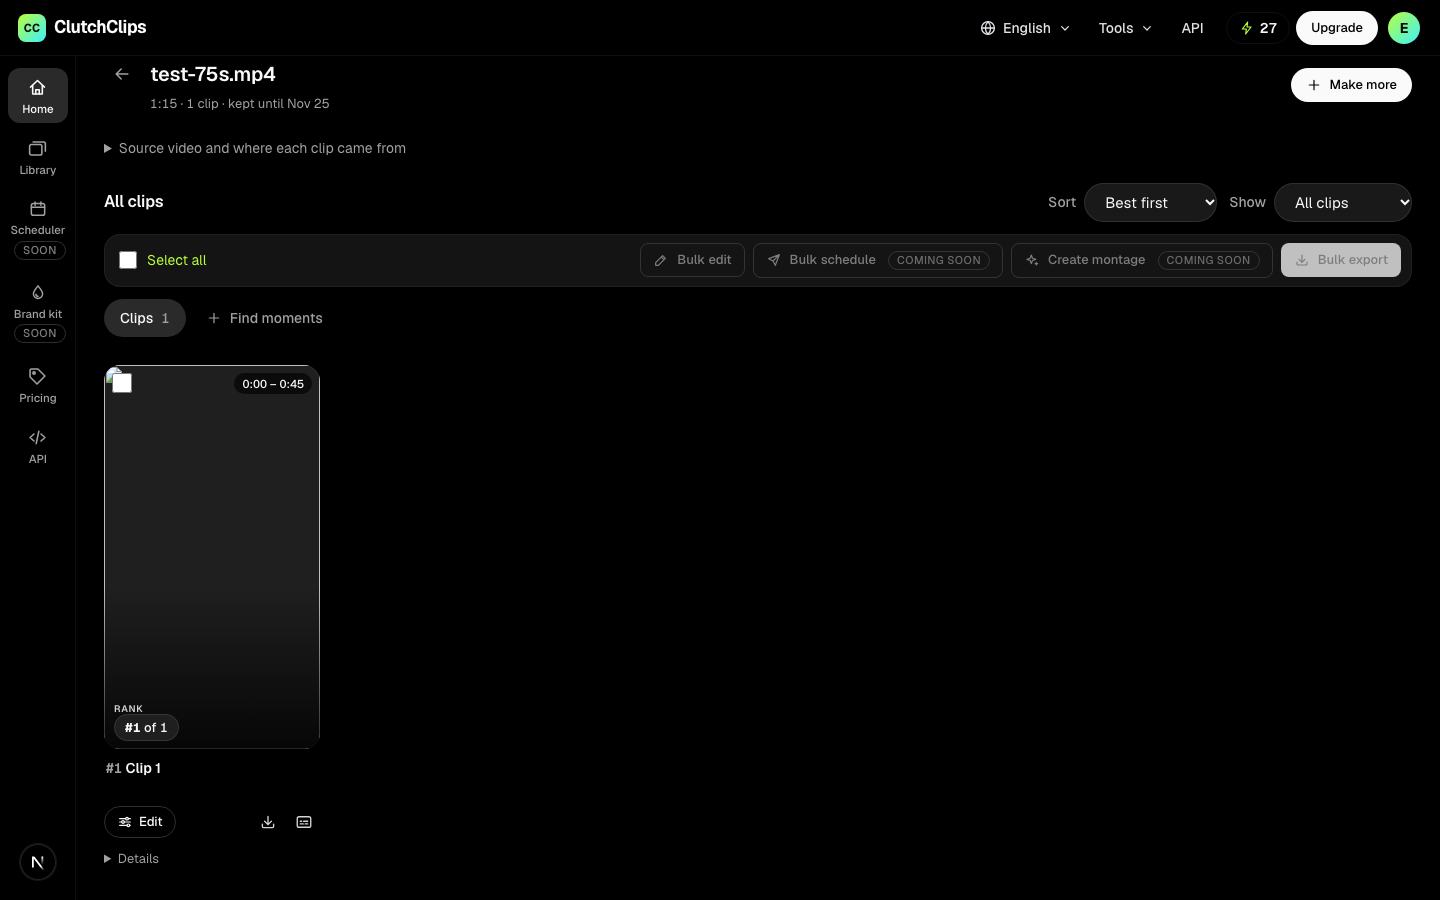 CC ClutchClips
English
Tools
API
27
Upgrade
E
Home
Library
Scheduler
SOON
Brand kit
SOON
Pricing
API
N
test-75s.mp4
1:15 · 1 clip · kept until Nov 25
Make more
Source video and where each clip came from
All clips
Sort
Best first
Show
All clips
Select all
Bulk edit
Bulk schedule COMING SOON
Create montage COMING SOON
Bulk export
Clips 1
Find moments
0:00 – 0:45
RANK
#1 of 1
#1 Clip 1
Edit
Details